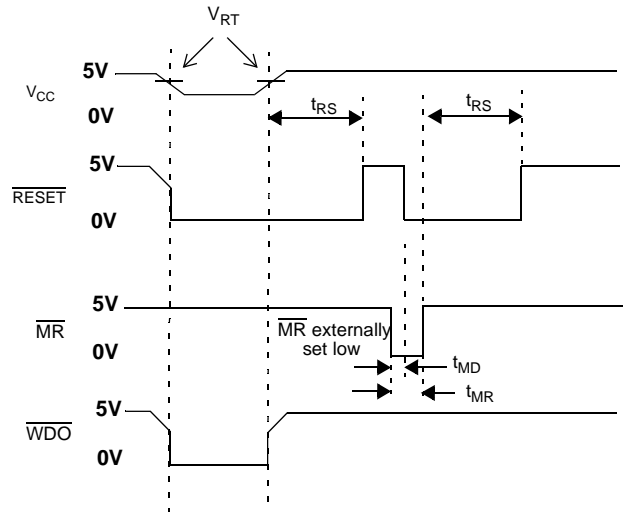 VRT
5V
VCC
0V
tRS
tRS
5V
RESET
0V
5V
MR
0V
MR externally
set low
tMD
tMR
5V
WDO
0V